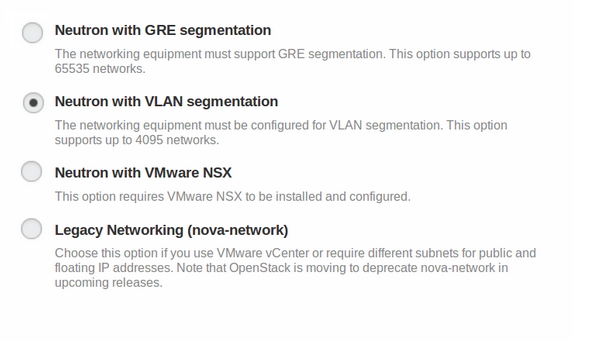 Neutron with GRE segmentation
The networking equipment must support GRE segmentation. This option supports up to
65535 networks.
Neutron with VLAN segmentation
The networking equipment must be configured for VLAN segmentation. This option
supports up to 4095 networks.
Neutron with VMware NSX
This option requires VMware NSX to be installed and configured.
Legacy Networking (nova-network)
Choose this option if you use VMware vCenter or require different subnets for public and
floating IP addresses. Note that OpenStack is moving to deprecate nova-network in
upcoming releases.